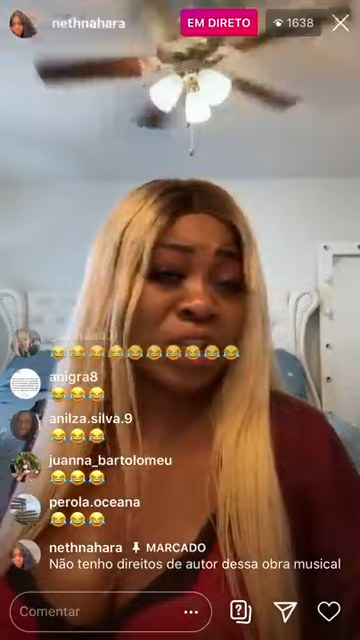 nethnahara
EM DIRETO
1638
😂😂😂😂😂😂😂😂😂😂
anigra8
😂😂😂
anilza.silva.9
😂😂😂
juanna_bartolomeu
😂😂😂
perola.oceana
😂😂😂
nethnahara MARCADO
Não tenho direitos de autor dessa obra musical
Comentar